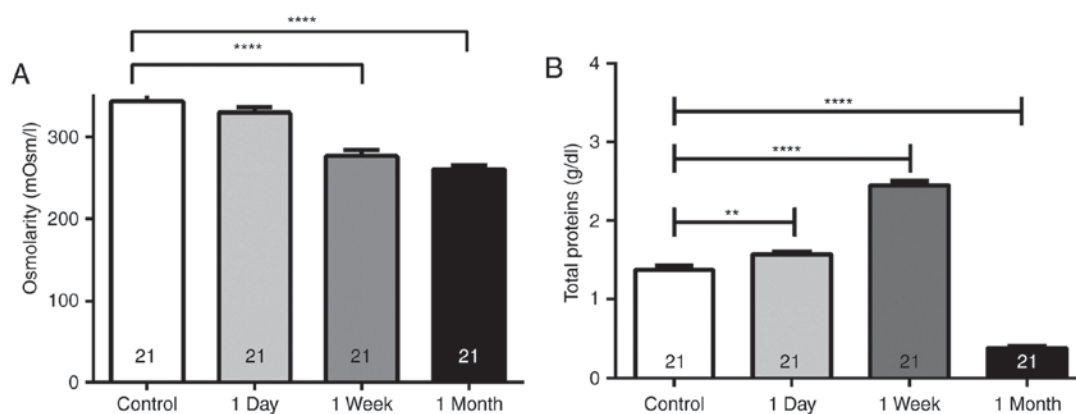 A
****
****
Osmolarity (mOsm/l)
300
200
100
0
21
21
21
21
Control
1 Day
1 Week
1 Month
B
****
****
**
Total proteins (g/dl)
4
3
2
1
0
21
21
21
21
Control
1 Day
1 Week
1 Month